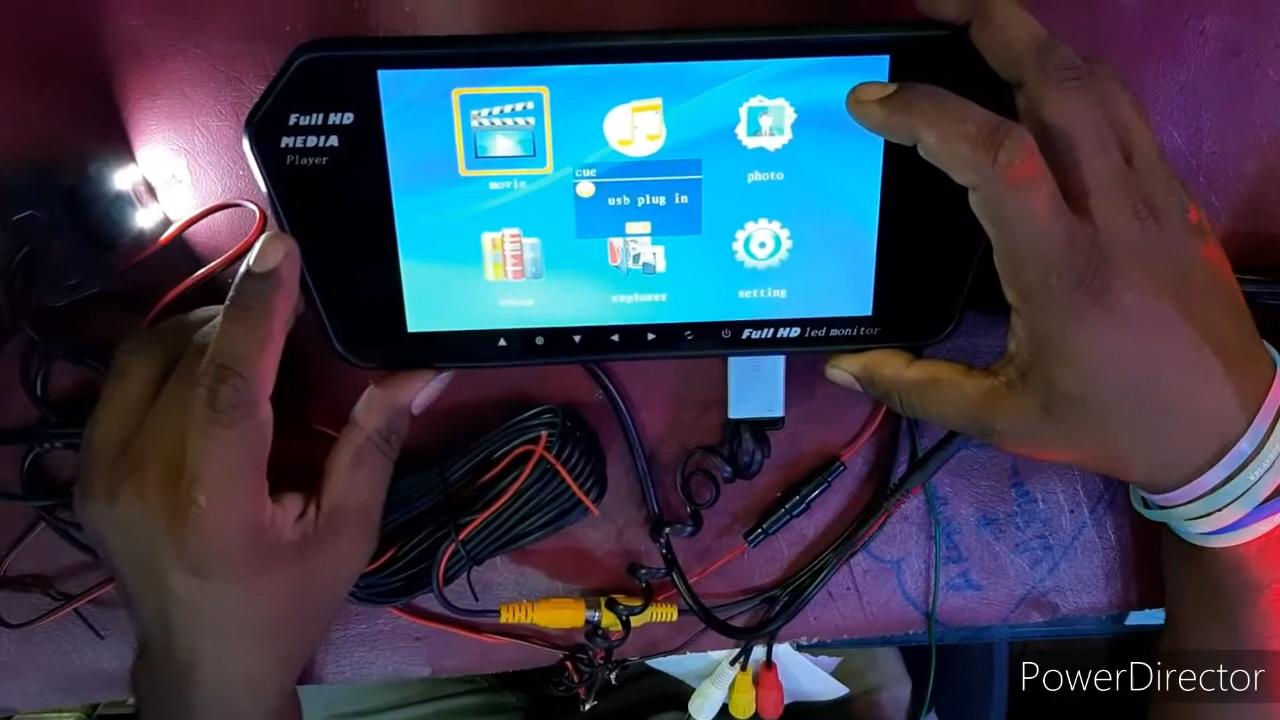 Full HD
MEDIA
Player
movie
photo
cue
usb plug in
explorer
setting
Full HD led monitor
PowerDirector